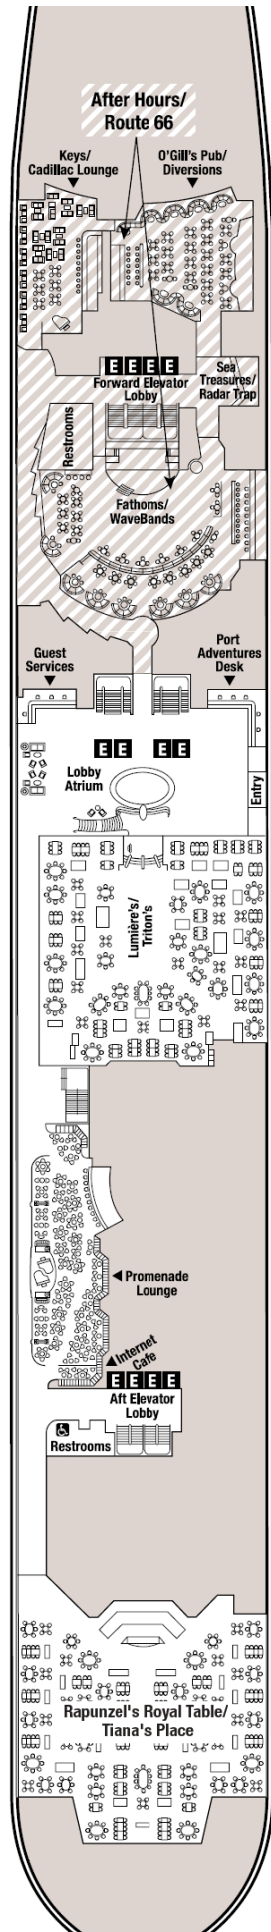 After Hours/
Route 66
Keys/
Cadillac Lounge
O'Gill's Pub/
Diversions
E E E E
Forward Elevator
Lobby
Sea
Treasures/
Radar Trap
Restrooms
Fathoms/
WaveBands
Guest
Services
Port
Adventures
Desk
E E E E
Lobby
Atrium
Entry
Lumière's/
Triton's
Promenade
Lounge
Internet
Cafe
E E E E
Aft Elevator
Lobby
Restrooms
Rapunzel's Royal Table/
Tiana's Place